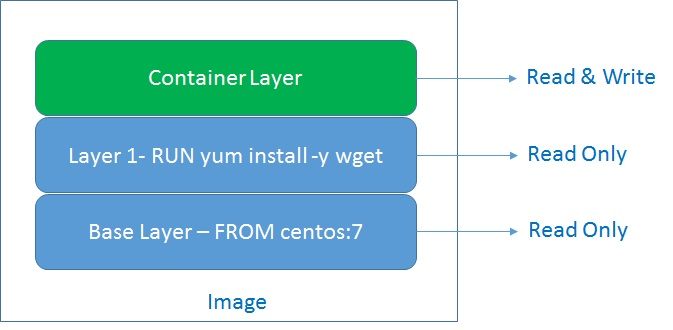 Container Layer
Read & Write
Layer 1- RUN yum install -y wget
Read Only
Base Layer – FROM centos:7
Read Only
Image